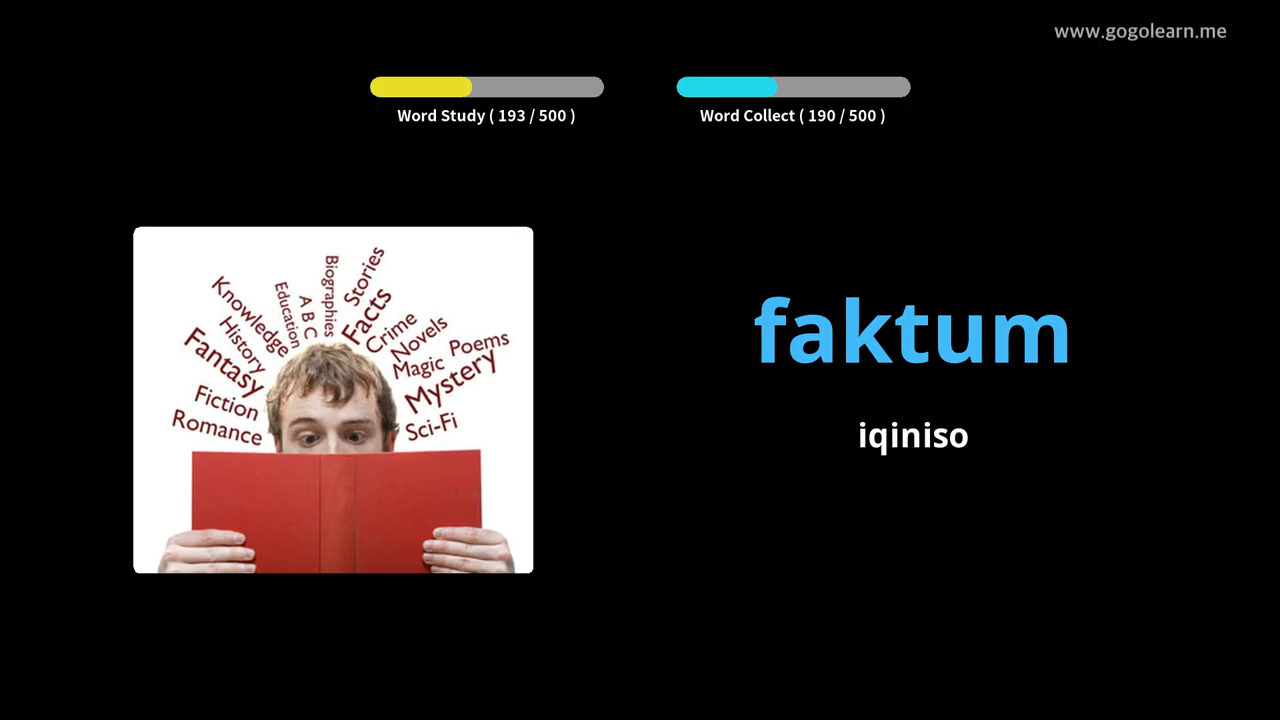 www.gogolearn.me
Word Study ( 193 / 500 )
Word Collect ( 190 / 500 )
Knowledge
History
Fantasy
Fiction
Romance
Education
A B C
Biographies
Stories
Facts
Crime
Novels
Magic
Poems
Mystery
Sci-Fi
faktum
iqiniso